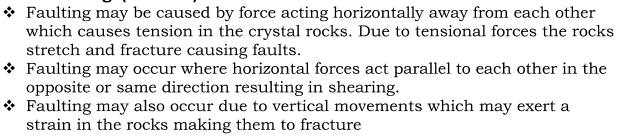 ❖ Faulting may be caused by force acting horizontally away from each other
which causes tension in the crystal rocks. Due to tensional forces the rocks
stretch and fracture causing faults.
❖ Faulting may occur where horizontal forces act parallel to each other in the
opposite or same direction resulting in shearing.
❖ Faulting may also occur due to vertical movements which may exert a
strain in the rocks making them to fracture